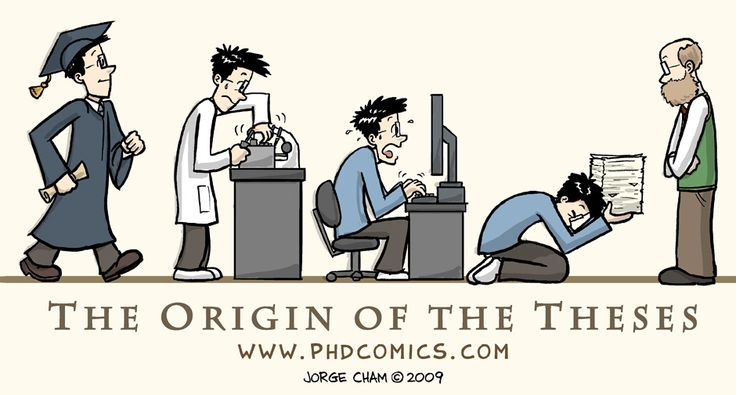 THE ORIGIN OF THE THESES
WWW.PHDCOMICS.COM
JORGE CHAM © 2009